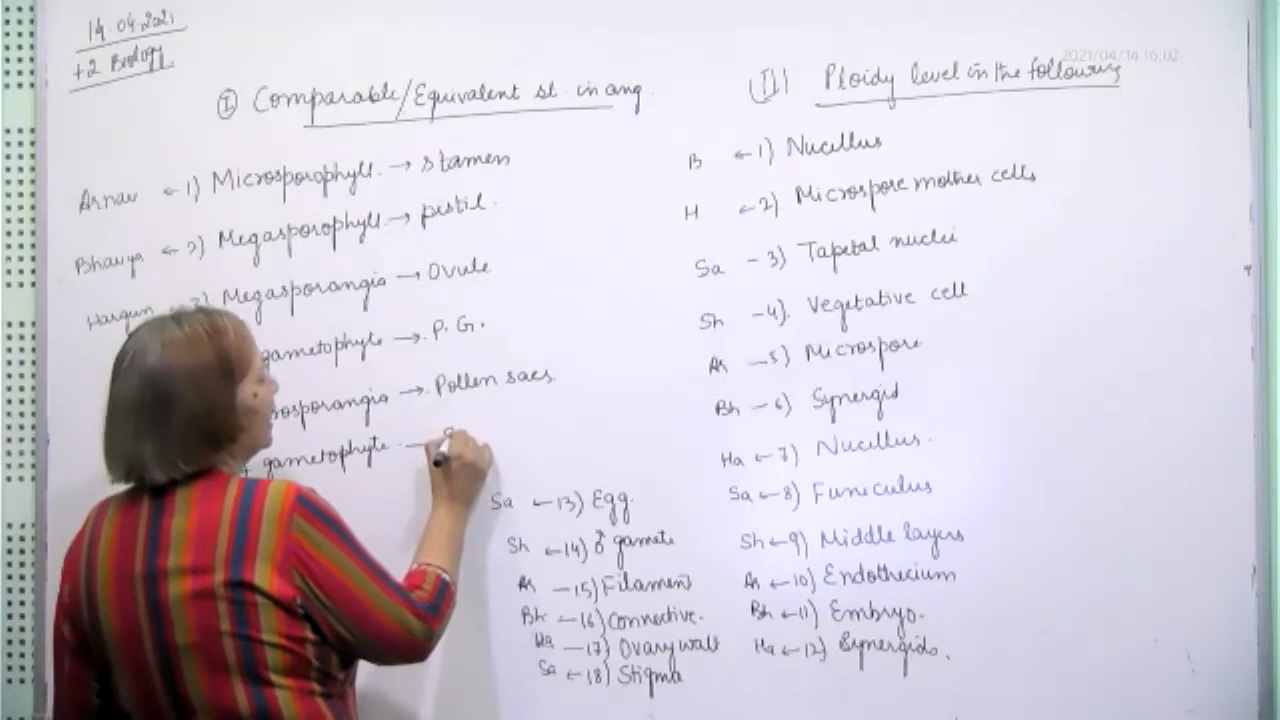 14.04.2021
+2 Biology
2021/04/14 16:02
I Comparable/Equivalent st. in ang.
Arnav ← 1) Microsporophyll → stamen
Bhavya ← 2) Megasporophyll → pistil.
Hargun ← 3) Megasporangia → Ovule
gametophyte → P. G.
osporangia → Pollen sacs
gametophyte →
II) Ploidy level in the following
B ← 1) Nucellus
H ← 2) Microspore mother cells
Sa - 3) Tapetal nuclei
Sh - 4). Vegetative cell
Ar - 5) Microspore
Bh - 6) Synergid
Ha ← 7) Nucellus.
Sa ← 8) Funiculus
Sh ← 9) Middle layers
Ar ← 10) Endothecium
Bh ← 11) Embryo.
Ha ← 12) Synergids.
Sa ← 13) Egg.
Sh ← 14) ♂ gamete
Ar - 15) Filament
Bh - 16) Connective.
Ha - 17) Ovary wall
Sa ← 18) Stigma